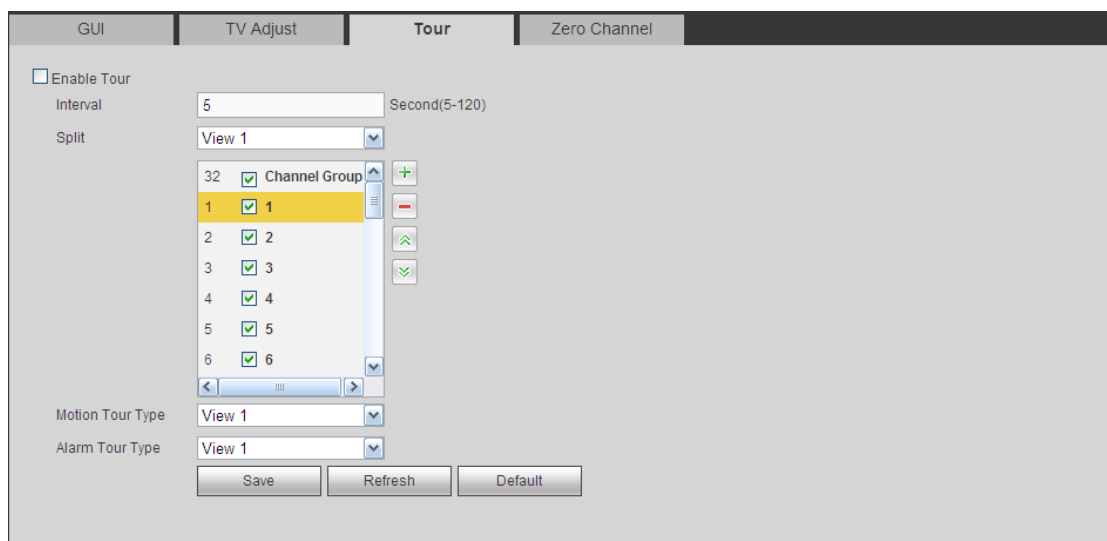 GUI TV Adjust Tour Zero Channel
Enable Tour
Interval 5 Second(5-120)
Split View 1
32 Channel Group
1 1
2 2
3 3
4 4
5 5
6 6
Motion Tour Type View 1
Alarm Tour Type View 1
Save Refresh Default